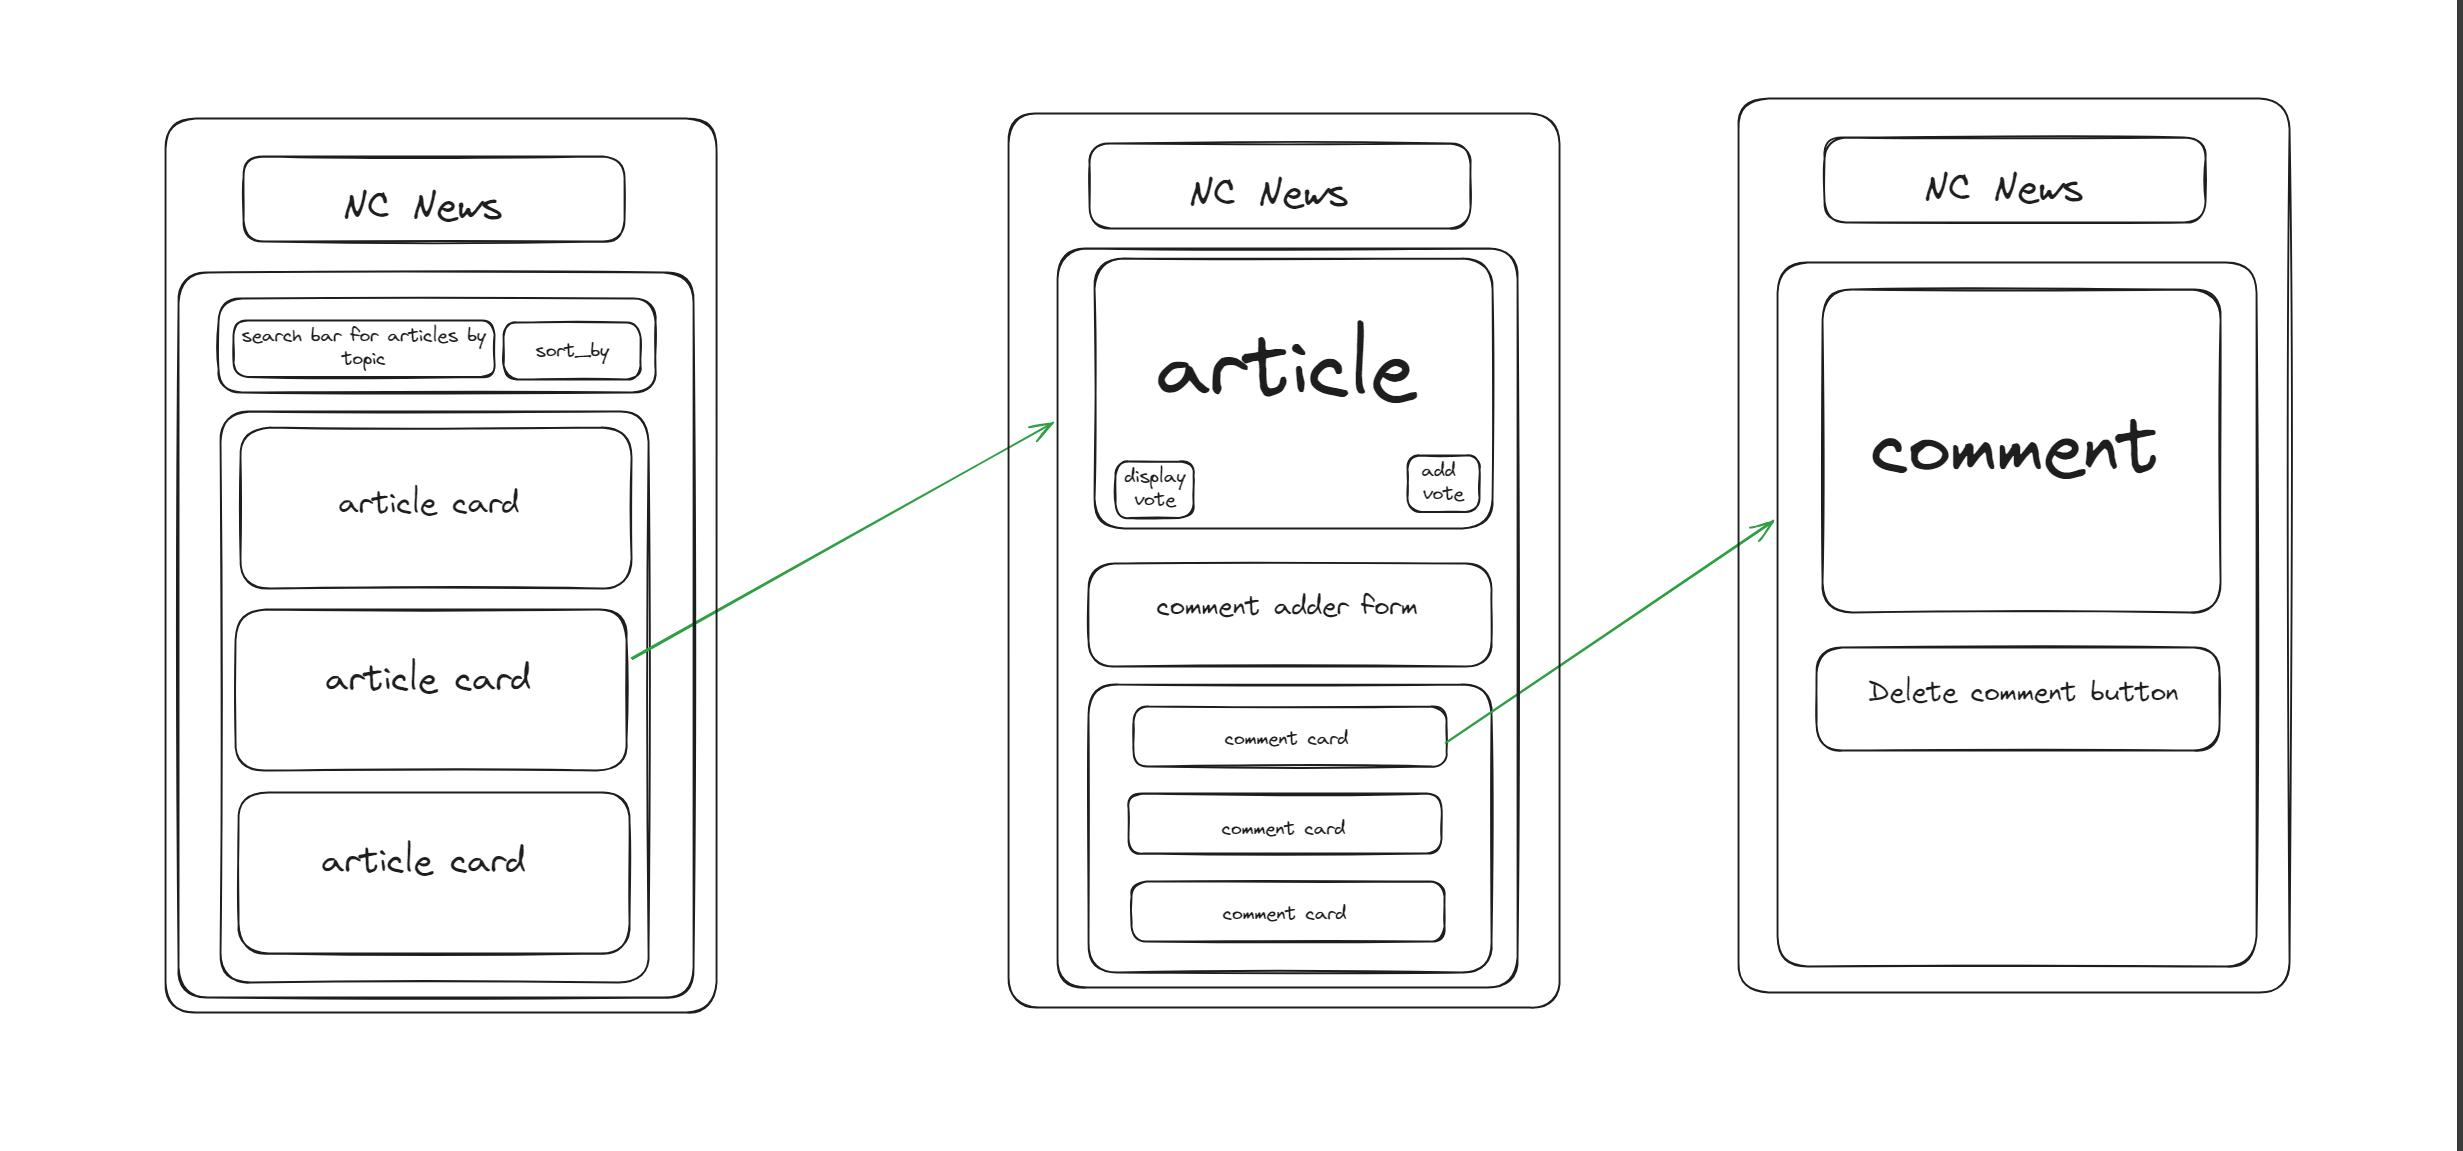 NC News
search bar for articles by
topic
sort_by
article card
article card
article card
NC News
article
display
vote
add
vote
comment adder form
comment card
comment card
comment card
NC News
comment
Delete comment button